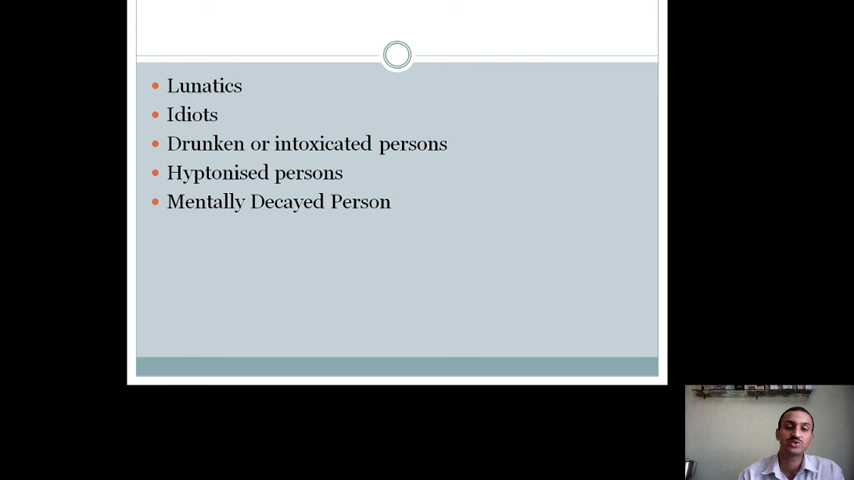 Lunatics
Idiots
Drunken or intoxicated persons
Hyptonised persons
Mentally Decayed Person